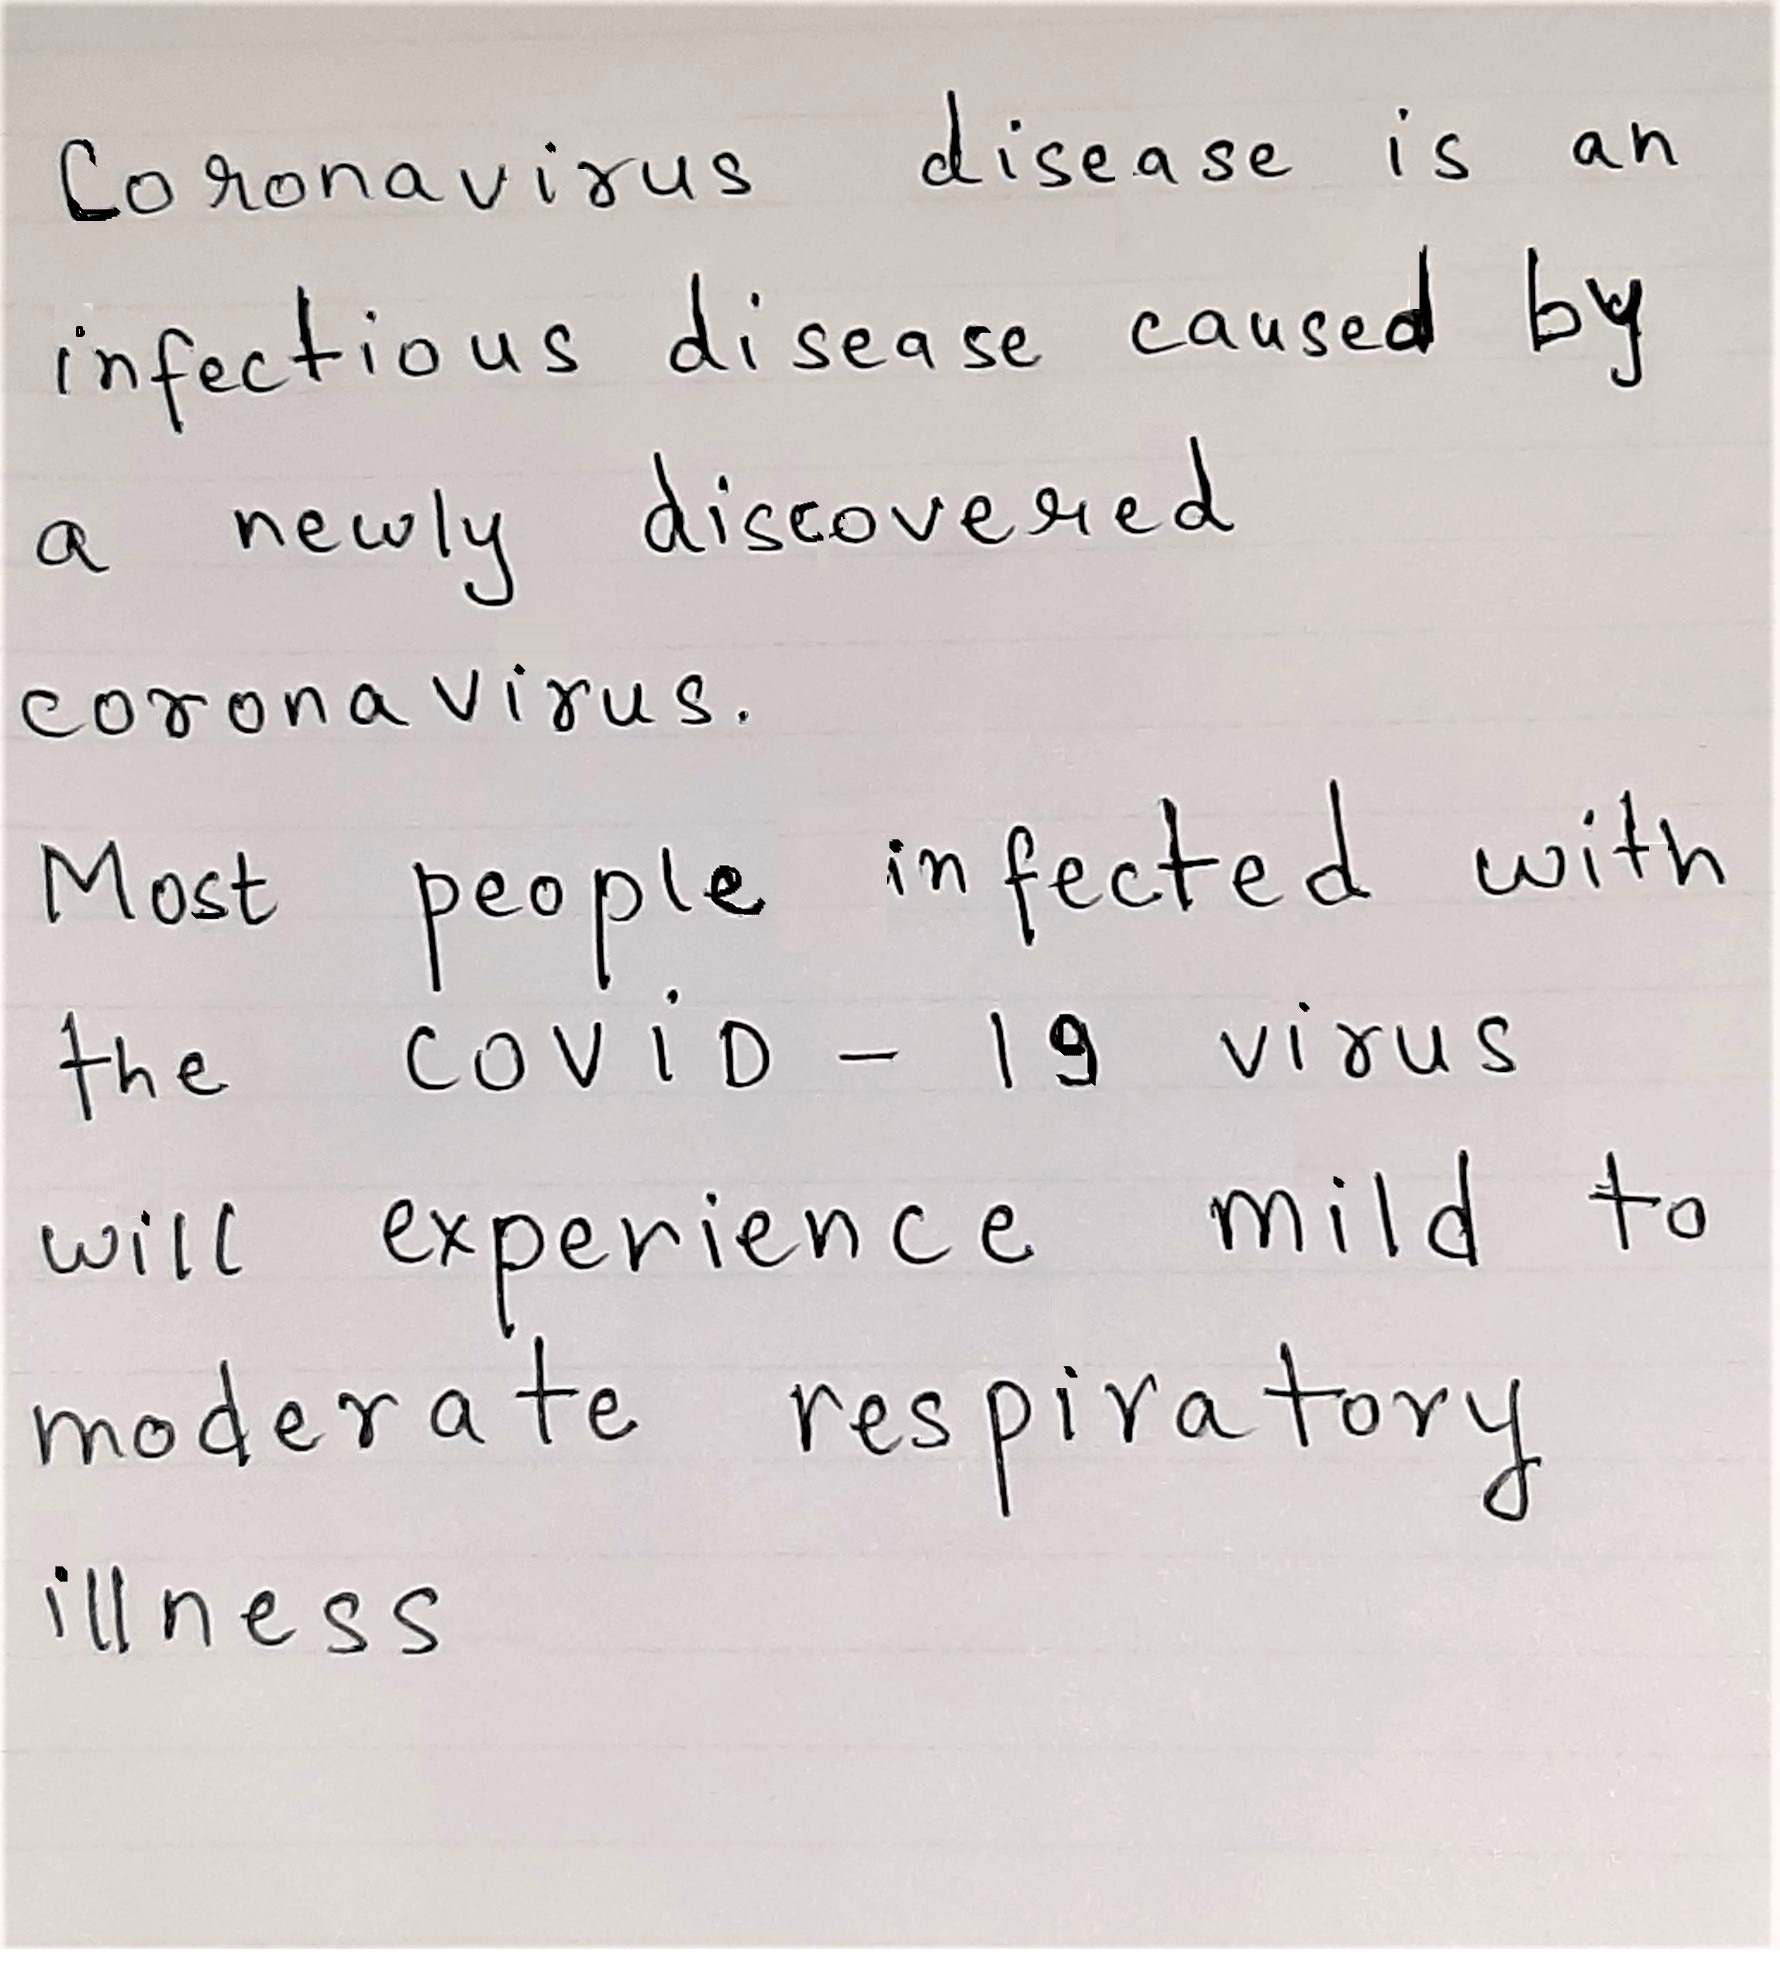 Coronavirus disease is an
infectious disease caused by
a newly discovered
coronavirus.
Most people infected with
the COViD - 19 virus
will experience mild to
moderate respiratory
illness